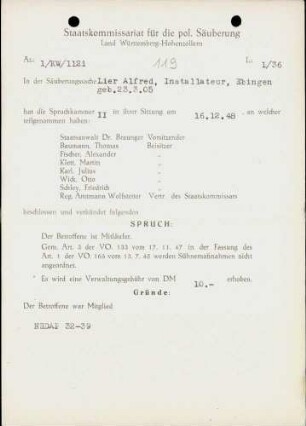 Staatskommissariat für die pol. Säuberung
Land Württemberg-Hohenzollern
Az: 1/KW/1121 119 L 1/36
In der Säuberungssache Lier Alfred, Installateur, Ebingen
geb.23.3.05
hat die Spruchkammer II in ihrer Sitzung am 16.12.48 an welcher
teilgenommen haben:
Staatsanwalt Dr. Brezinger Vorsitzender
Baumann, Thomas Beisitzer
Fischer, Alexander "
Klett, Martin "
Karl, Julius "
Wick, Otto "
Schley, Friedrich "
Reg. Amtmann Wolfsteter Vertr. des Staatskommissars
beschlossen und verkündet folgenden
SPRUCH:
Der Betroffene ist Mitläufer.
Gem. Art. 3 der VO. 133 vom 17. 11. 47 in der Fassung des
Art. 1 der VO. 165 vom 13. 7. 48 werden Sühnemaßnahmen nicht
angeordnet.
Es wird eine Verwaltungsgebühr von DM 10.- erhoben.
Gründe:
Der Betroffene war Mitglied
NSDAP 32-39